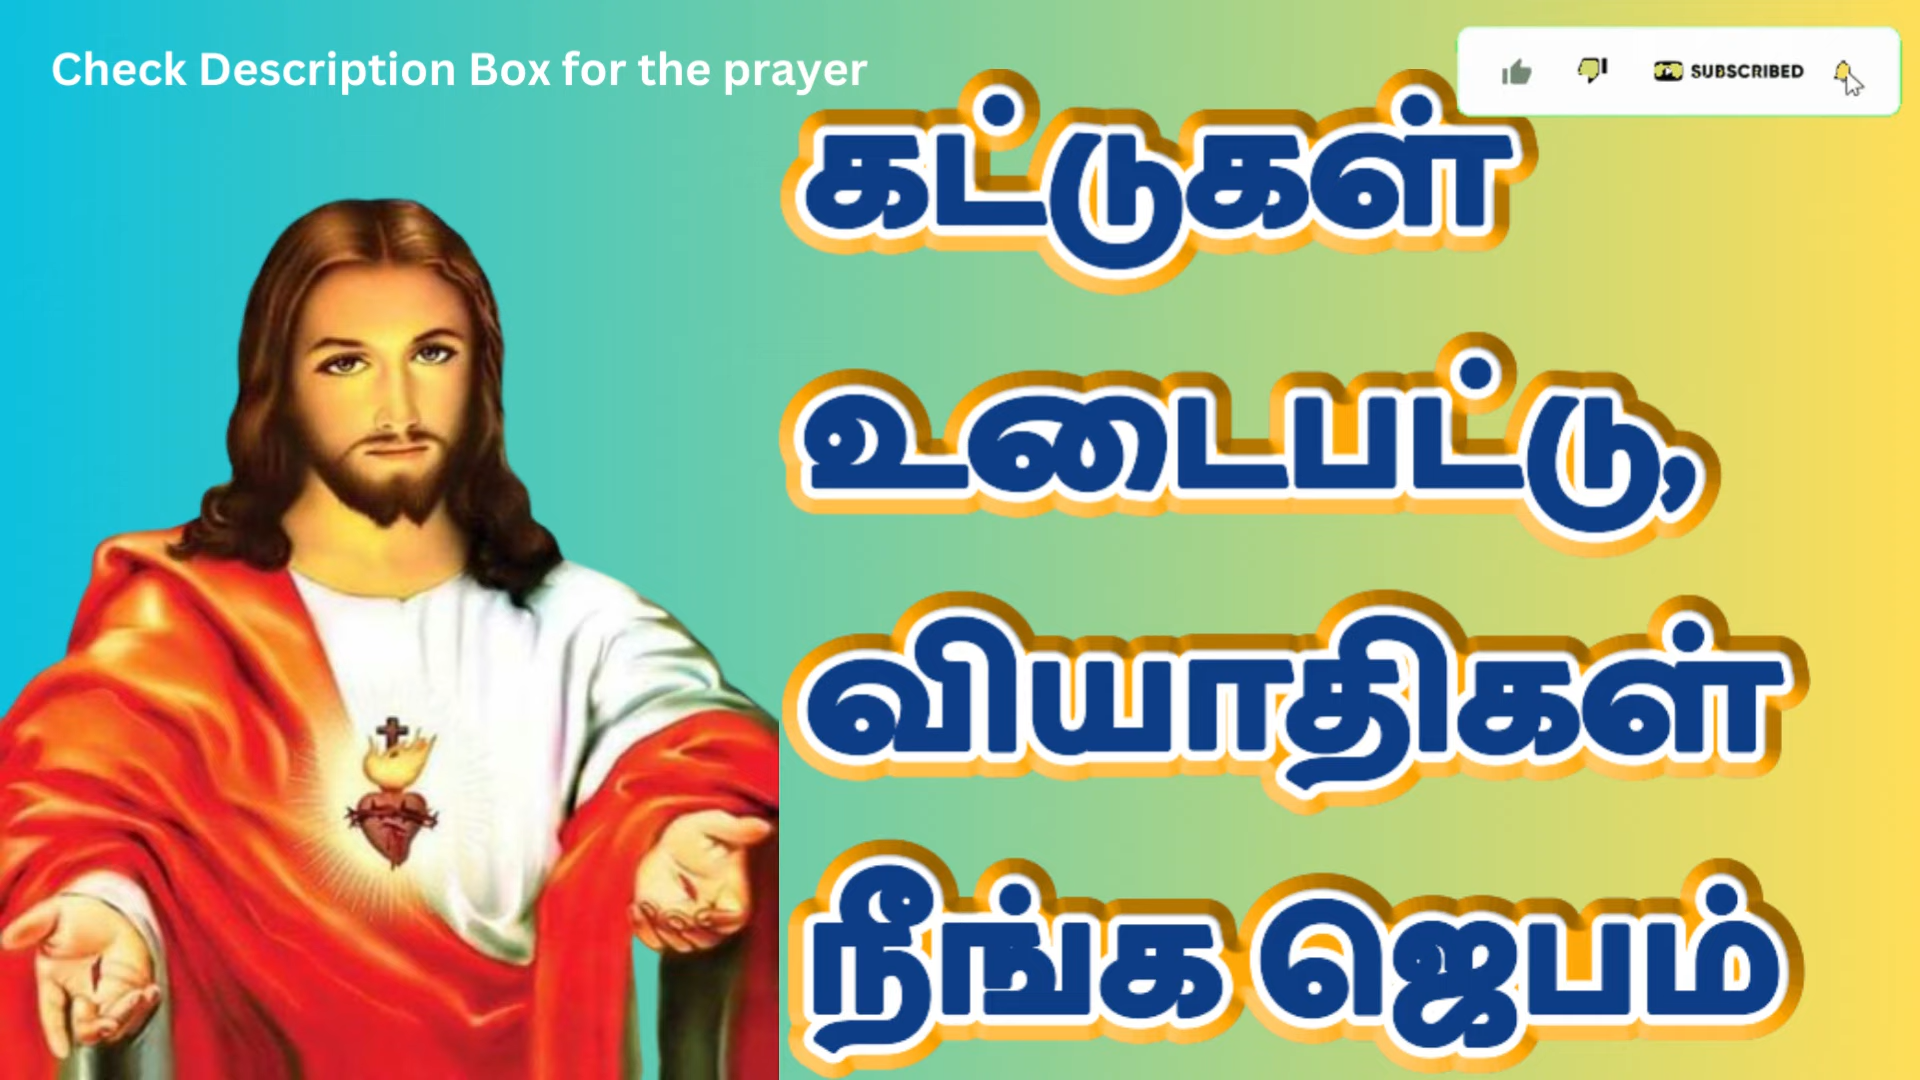 Check Description Box for the prayer
SUBSCRIBED
கட்டுகள்
உடைபட்டு,
வியாதிகள்
நீங்க ஜெபம்